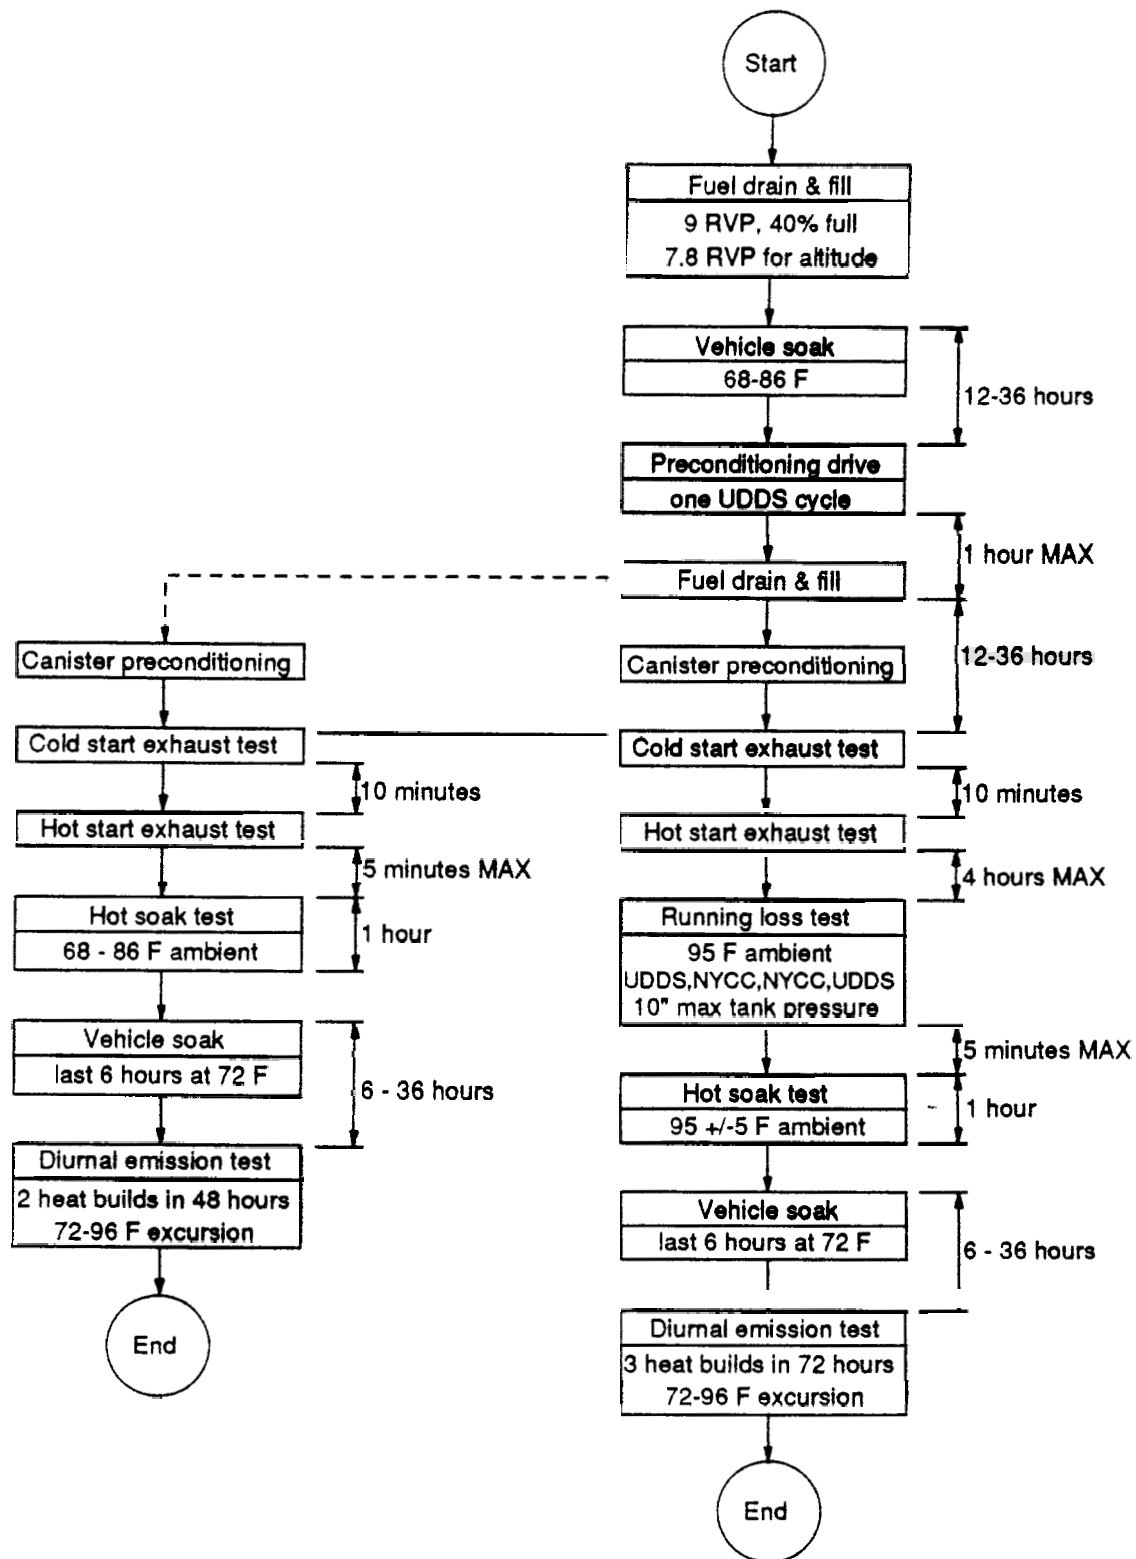 Start
Fuel drain & fill
9 RVP, 40% full
7.8 RVP for altitude
Vehicle soak
68-86 F
12-36 hours
Preconditioning drive
one UDDS cycle
1 hour MAX
Fuel drain & fill
12-36 hours
Canister preconditioning
Cold start exhaust test
10 minutes
Hot start exhaust test
4 hours MAX
Running loss test
95 F ambient
UDDS,NYCC,NYCC,UDDS
10" max tank pressure
5 minutes MAX
Hot soak test
95 +/-5 F ambient
1 hour
Vehicle soak
last 6 hours at 72 F
6 - 36 hours
Diurnal emission test
3 heat builds in 72 hours
72-96 F excursion
End
Canister preconditioning
Cold start exhaust test
10 minutes
Hot start exhaust test
5 minutes MAX
Hot soak test
68 - 86 F ambient
1 hour
Vehicle soak
last 6 hours at 72 F
6 - 36 hours
Diurnal emission test
2 heat builds in 48 hours
72-96 F excursion
End